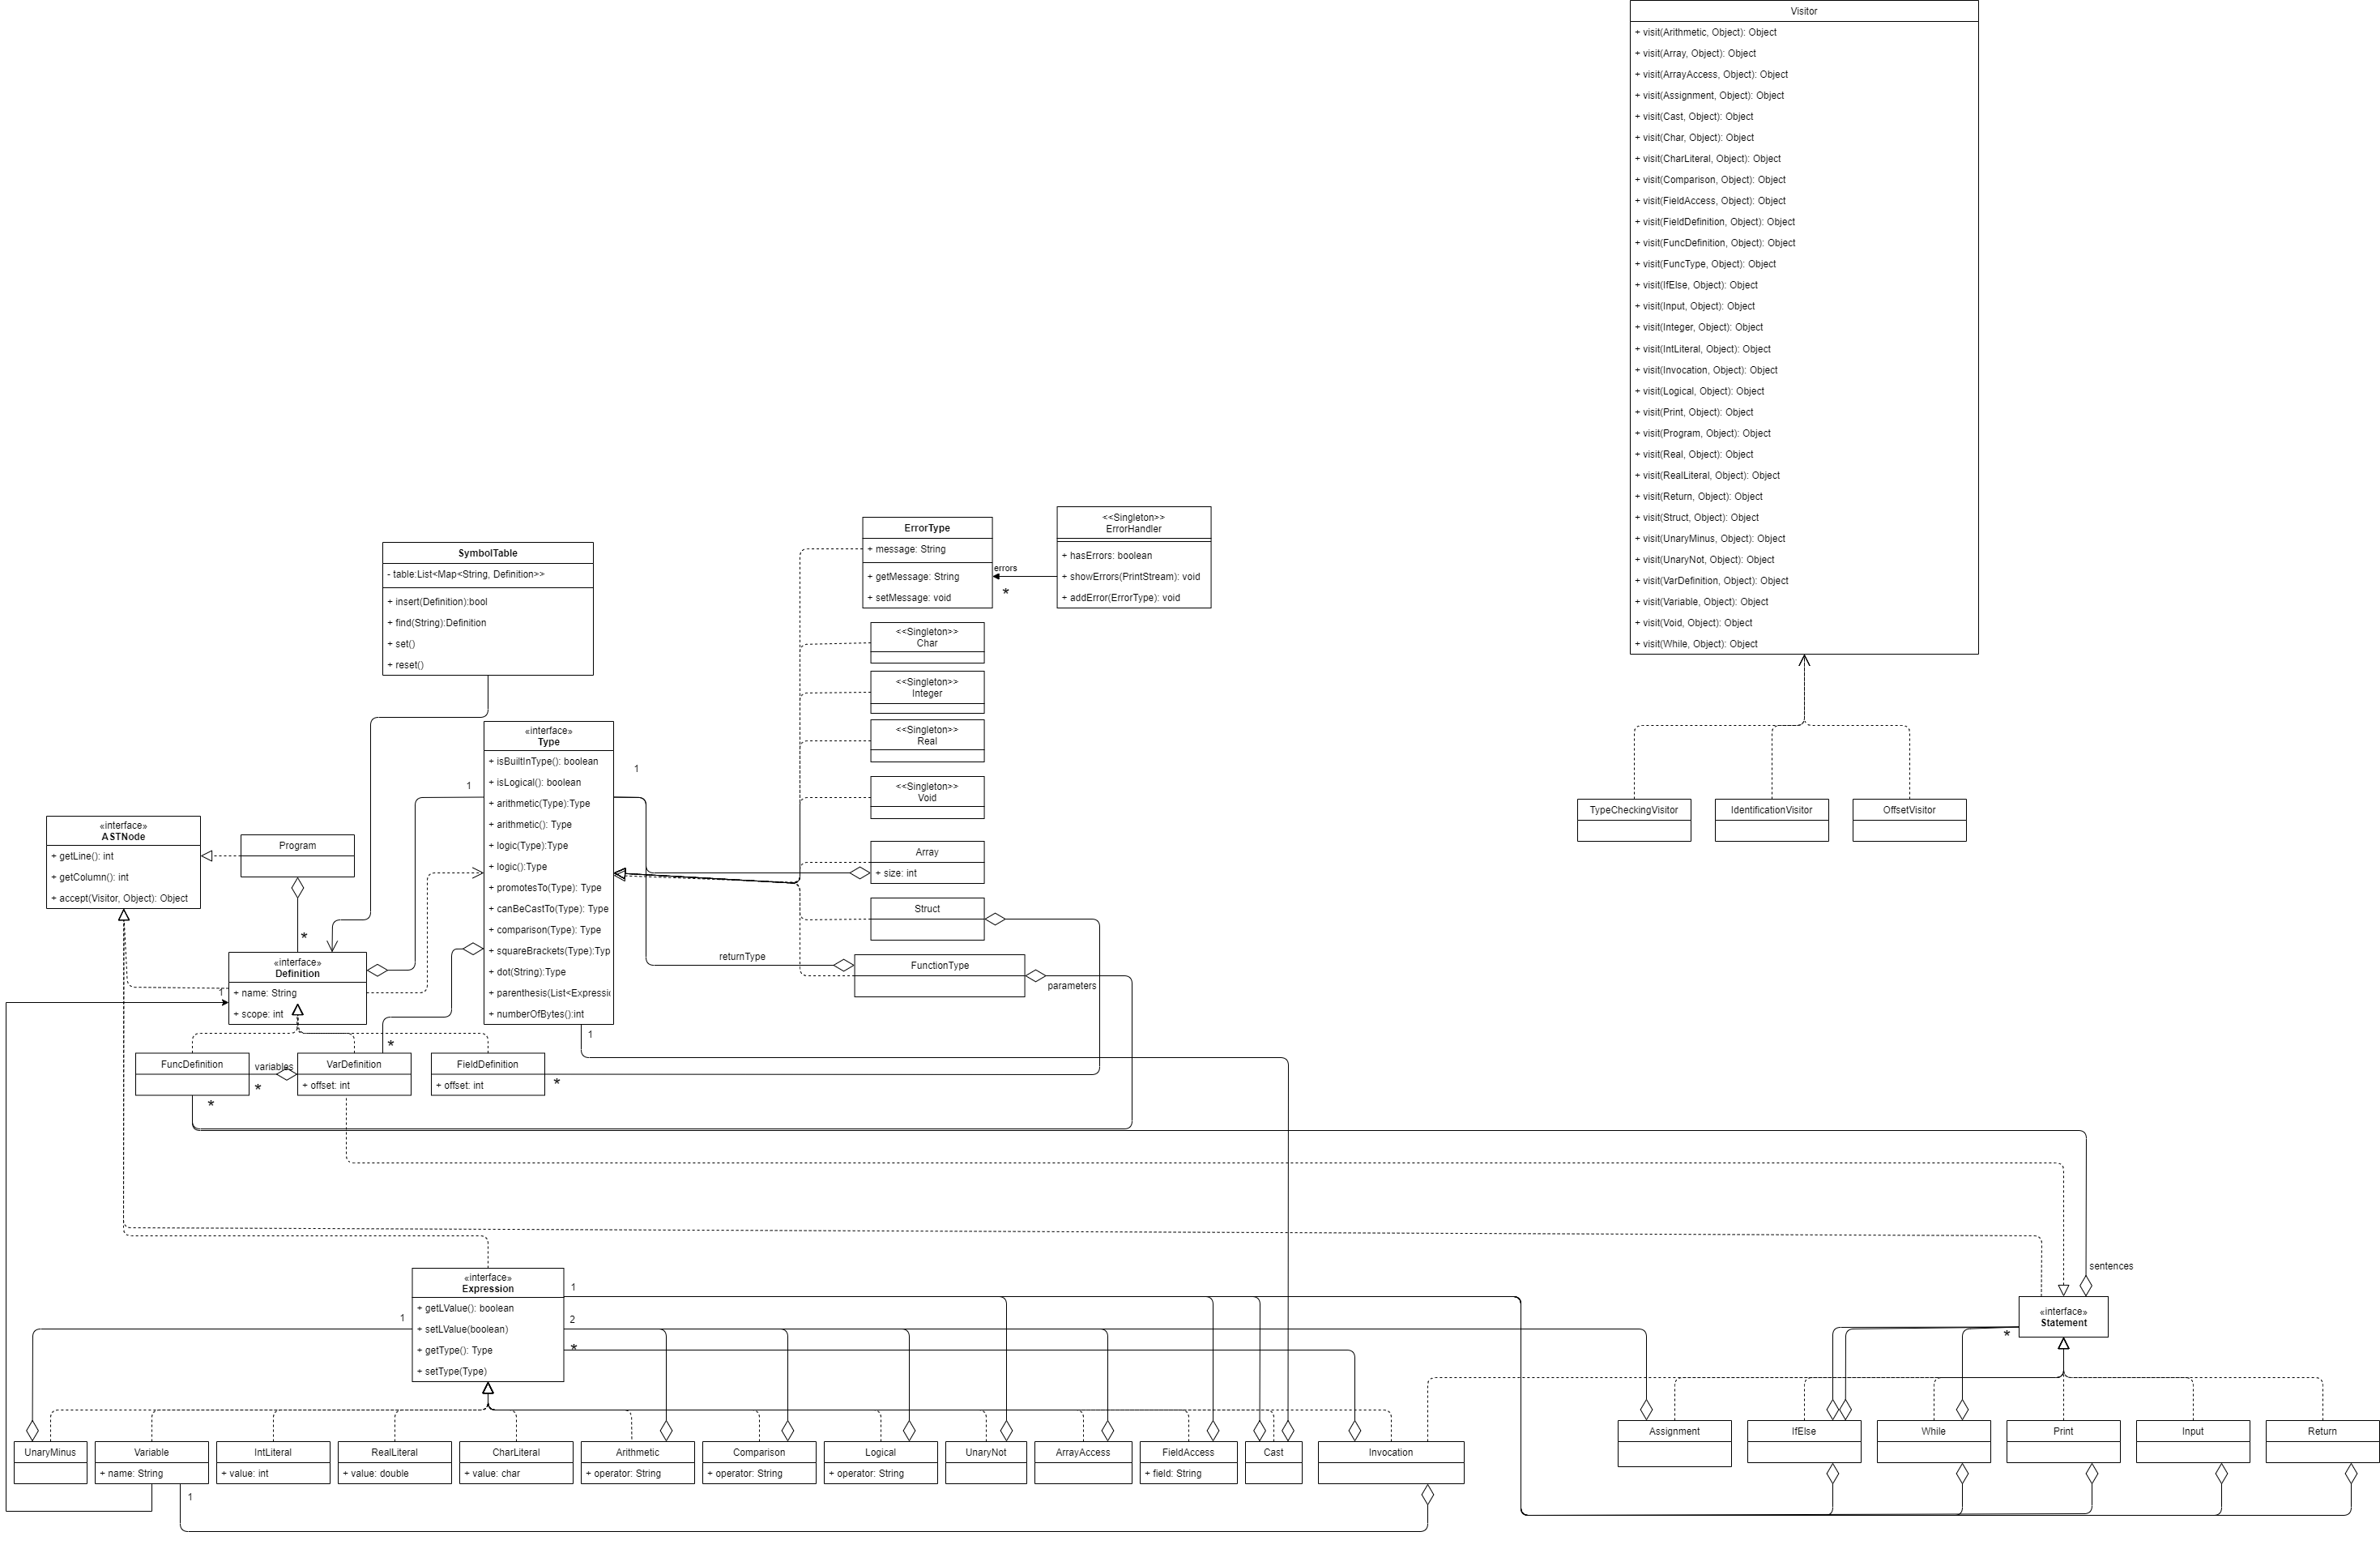 Visitor
+ visit(Arithmetic, Object): Object
+ visit(Array, Object): Object
+ visit(ArrayAccess, Object): Object
+ visit(Assignment, Object): Object
+ visit(Cast, Object): Object
+ visit(Char, Object): Object
+ visit(CharLiteral, Object): Object
+ visit(Comparison, Object): Object
+ visit(FieldAccess, Object): Object
+ visit(FieldDefinition, Object): Object
+ visit(FuncDefinition, Object): Object
+ visit(FuncType, Object): Object
+ visit(IfElse, Object): Object
+ visit(Input, Object): Object
+ visit(Integer, Object): Object
+ visit(IntLiteral, Object): Object
+ visit(Invocation, Object): Object
+ visit(Logical, Object): Object
+ visit(Print, Object): Object
+ visit(Program, Object): Object
+ visit(Real, Object): Object
+ visit(RealLiteral, Object): Object
+ visit(Return, Object): Object
+ visit(Struct, Object): Object
+ visit(UnaryMinus, Object): Object
+ visit(UnaryNot, Object): Object
+ visit(VarDefinition, Object): Object
+ visit(Variable, Object): Object
+ visit(Void, Object): Object
+ visit(While, Object): Object
TypeCheckingVisitor
IdentificationVisitor
OffsetVisitor
ErrorType
+ message: String
+ getMessage: String
+ setMessage: void
errors
*
<<Singleton>>
ErrorHandler
+ hasErrors: boolean
+ showErrors(PrintStream): void
+ addError(ErrorType): void
SymbolTable
- table:List<Map<String, Definition>>
+ insert(Definition):bool
+ find(String):Definition
+ set()
+ reset()
<<Singleton>>
Char
<<Singleton>>
Integer
<<Singleton>>
Real
<<Singleton>>
Void
Array
+ size: int
Struct
FunctionType
returnType
parameters
1
1
«interface»
Type
+ isBuiltInType(): boolean
+ isLogical(): boolean
+ arithmetic(Type):Type
+ arithmetic(): Type
+ logic(Type):Type
+ logic():Type
+ promotesTo(Type): Type
+ canBeCastTo(Type): Type
+ comparison(Type): Type
+ squareBrackets(Type):Typ
+ dot(String):Type
+ parenthesis(List<Expressi
+ numberOfBytes():int
1
«interface»
ASTNode
+ getLine(): int
+ getColumn(): int
+ accept(Visitor, Object): Object
Program
*
«interface»
Definition
+ name: String
+ scope: int
1
FuncDefinition
*
variables
*
VarDefinition
+ offset: int
*
FieldDefinition
+ offset: int
*
«interface»
Expression
+ getLValue(): boolean
+ setLValue(boolean)
+ getType(): Type
+ setType(Type)
1
1
2
*
sentences
«interface»
Statement
*
UnaryMinus
Variable
+ name: String
1
IntLiteral
+ value: int
RealLiteral
+ value: double
CharLiteral
+ value: char
Arithmetic
+ operator: String
Comparison
+ operator: String
Logical
+ operator: String
UnaryNot
ArrayAccess
FieldAccess
+ field: String
Cast
Invocation
Assignment
IfElse
While
Print
Input
Return